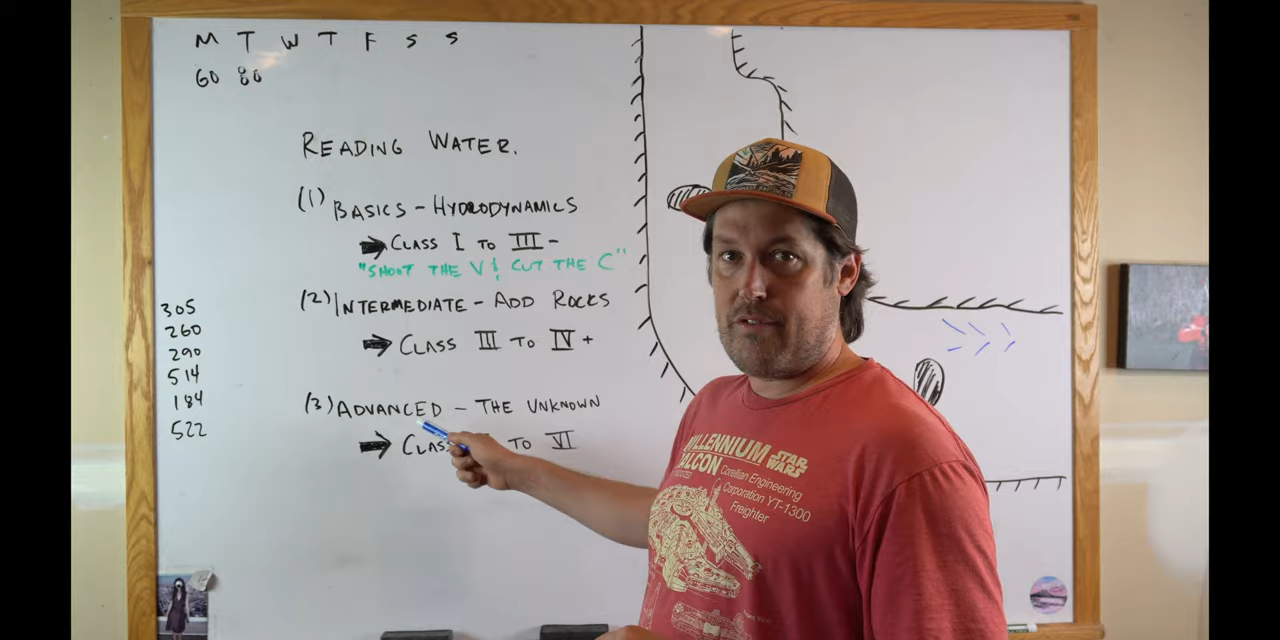 M T W T F S S
60 80
READING WATER.
(1) BASICS - HYDRODYNAMICS
CLASS I TO III -
"SHOOT THE V & CUT THE C"
(2) INTERMEDIATE - ADD ROCKS
CLASS III TO IV +
(3) ADVANCED - THE UNKNOWN
TO VI
305
260
290
514
184
522
MILLENNIUM
FALCON
STAR
WARS
Corellian Engineering
Corporation YT-1300
Freighter